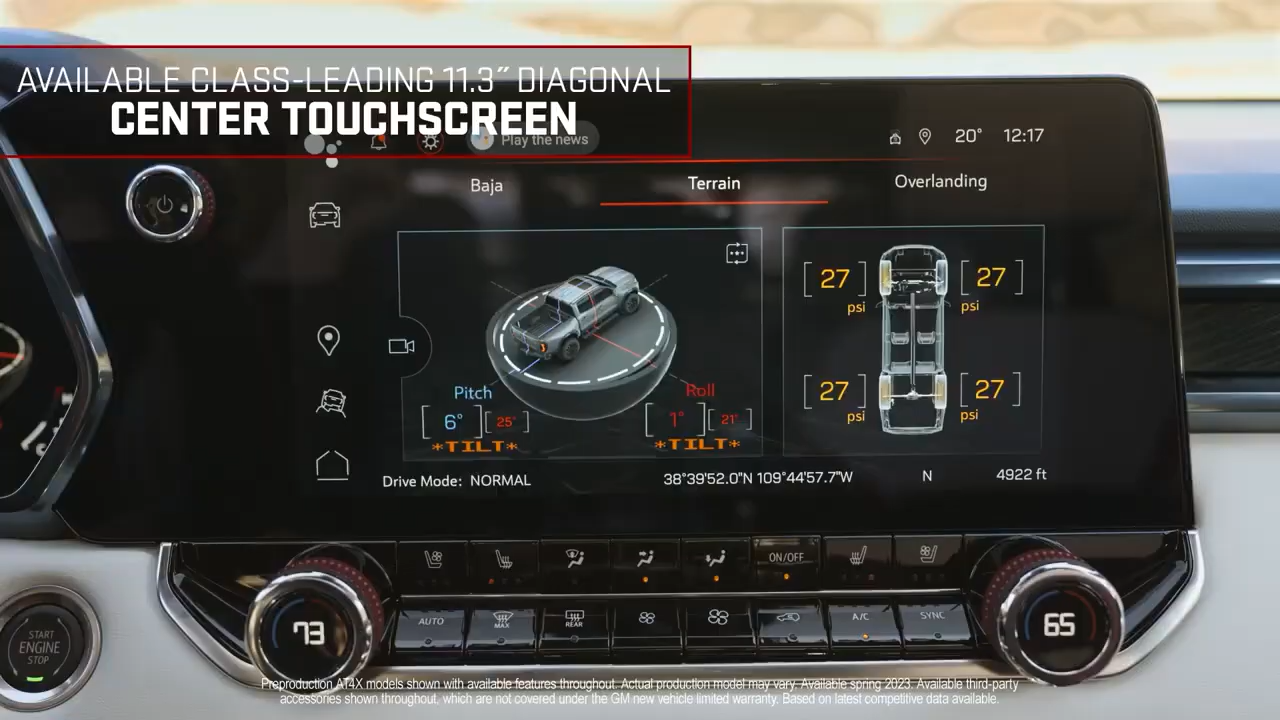 AVAILABLE CLASS-LEADING 11.3″ DIAGONAL
CENTER TOUCHSCREEN
Play the news
20° 12:17
Baja Terrain Overlanding
27 psi 27 psi
Pitch Roll
6° 25° 1° 21°
*TILT* *TILT*
27 psi 27 psi
Drive Mode: NORMAL 38°39'52.0"N 109°44'57.7"W N 4922 ft
ON/OFF
73 AUTO MAX REAR A/C SYNC 65
START
ENGINE
STOP
Preproduction AT4X models shown with available features throughout. Actual production model may vary. Available spring 2023. Available third-party
accessories shown throughout, which are not covered under the GM new vehicle limited warranty. Based on latest competitive data available.